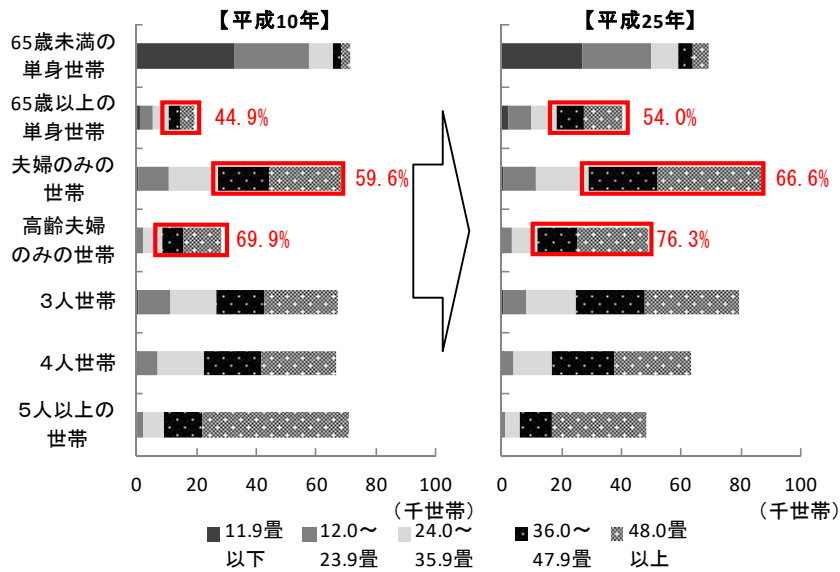 【平成10年】
【平成25年】
65歳未満の
単身世帯
65歳以上の
単身世帯
44.9%
54.0%
夫婦のみの
世帯
59.6%
66.6%
高齢夫婦
のみの世帯
69.9%
76.3%
３人世帯
４人世帯
５人以上の
世帯
0 20 40 60 80 100
（千世帯）
0 20 40 60 80 100
（千世帯）
11.9畳
以下
12.0～
23.9畳
24.0～
35.9畳
36.0～
47.9畳
48.0畳
以上